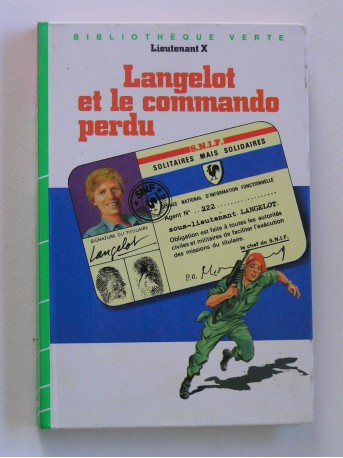 BIBLIOTHÈQUE VERTE
Lieutenant X
Langelot
et le commando
perdu
S.N.I.F.
SOLITAIRES MAIS SOLIDAIRES
SNIF
SERVICE NATIONAL D'INFORMATION FONCTIONNELLE
Agent N° 222
sous-lieutenant LANGELOT.
Obligation est faite à toutes les autorités
civiles et militaires de faciliter l'exécution
des missions du titulaire.
le chef du S.N.I.F.
P.O.
SIGNATURE DU TITULAIRE
Langelot